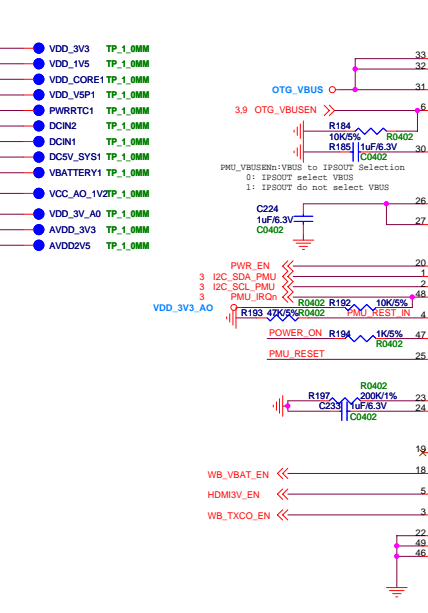 VDD_3V3 TP_1_0MM
VDD_1V5 TP_1_0MM
VDD_CORE1 TP_1_0MM
VDD_V5P1 TP_1_0MM
PWRRTC1 TP_1_0MM
DCIN2 TP_1_0MM
DCIN1 TP_1_0MM
DC5V_SYS1 TP_1_0MM
VBATTERY1 TP_1_0MM
VCC_AO_1V2 TP_1_0MM
VDD_3V_A0 TP_1_0MM
AVDD_3V3 TP_1_0MM
AVDD2V5 TP_1_0MM
33
32
OTG_VBUS 31
3,9 OTG_VBUSEN 6
R184
10K/5% R0402
R185 1uF/6.3V 30
C0402
PMU_VBUSENn:VBUS to IPSOUT Selection
0: IPSOUT select VBUS
1: IPSOUT do not select VBUS
26
C224
1uF/6.3V 27
C0402
PWR_EN 20
3 I2C_SDA_PMU 1
3 I2C_SCL_PMU 2
3 PMU_IRQn 48
VDD_3V3_AO R0402 R192 10K/5%
R193 47K/5% R0402 PMU_REST_IN 4
POWER_ON R194 1K/5% 47
R0402
PMU_RESET 25
R0402
R197 200K/1% 23
C233 1uF/6.3V 24
C0402
19
WB_VBAT_EN 18
HDMI3V_EN 5
WB_TXCO_EN 3
22
49
46